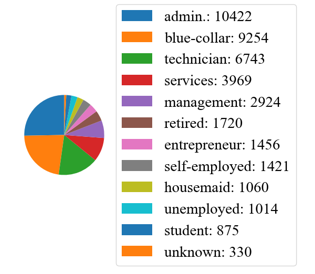 admin.: 10422
blue-collar: 9254
technician: 6743
services: 3969
management: 2924
retired: 1720
entrepreneur: 1456
self-employed: 1421
housemaid: 1060
unemployed: 1014
student: 875
unknown: 330